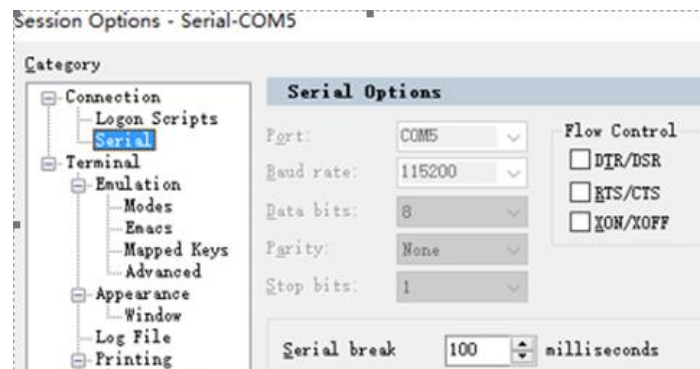 Session Options - Serial-COM5
Category
Connection
Logon Scripts
Serial
Terminal
Emulation
Modes
Emacs
Mapped Keys
Advanced
Appearance
Window
Log File
Printing
Serial Options
Port: COM5
Baud rate: 115200
Data bits: 8
Parity: None
Stop bits: 1
Flow Control
DTR/DSR
RTS/CTS
XON/XOFF
Serial break 100 milliseconds